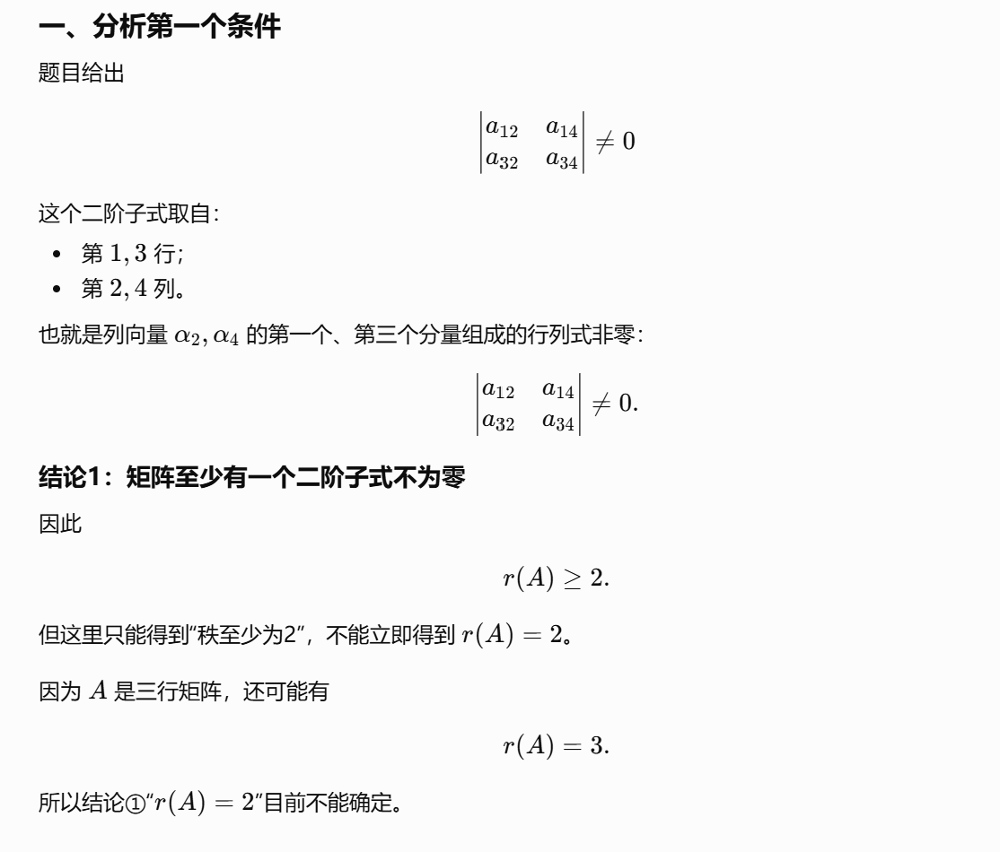 一、分析第一个条件
题目给出
$$\begin{vmatrix} a_{12} & a_{14} \\ a_{32} & a_{34} \end{vmatrix} \neq 0$$
这个二阶子式取自：
• 第 $1,3$ 行；
• 第 $2,4$ 列。
也就是列向量 $\alpha_2,\alpha_4$ 的第一个、第三个分量组成的行列式非零：
$$\begin{vmatrix} a_{12} & a_{14} \\ a_{32} & a_{34} \end{vmatrix} \neq 0.$$
结论1：矩阵至少有一个二阶子式不为零
因此
$$r(A) \geq 2.$$
但这里只能得到“秩至少为2”，不能立即得到 $r(A) = 2$。
因为 $A$ 是三行矩阵，还可能有
$$r(A) = 3.$$
所以结论①“$r(A) = 2$”目前不能确定。